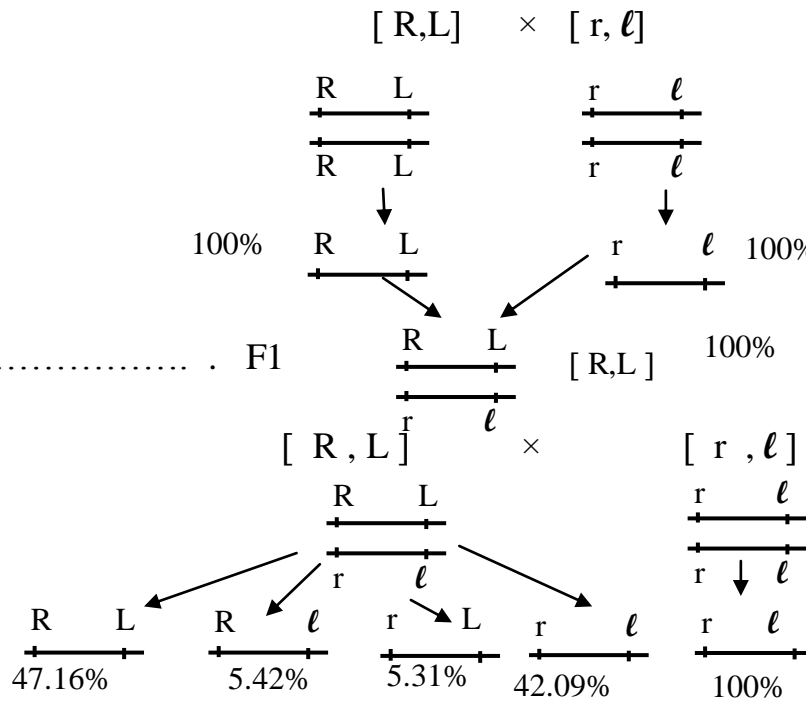 [ R,L] × [ r, ℓ]
R L r ℓ
R L r ℓ
100% R L r ℓ 100%
R L
…………… . F1 [ R,L ] 100%
r ℓ
[ R , L ] × [ r , ℓ ]
R L r ℓ
r ℓ r ℓ
R L R ℓ r L r ℓ r ℓ
47.16% 5.42% 5.31% 42.09% 100%